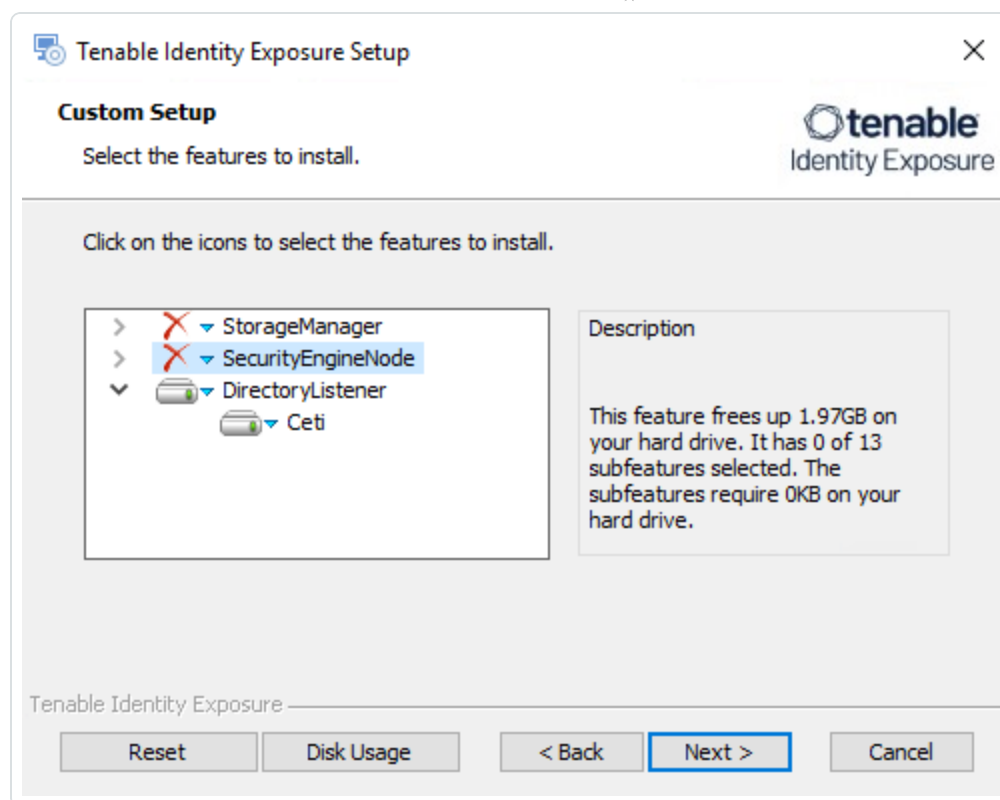 Tenable Identity Exposure Setup
Custom Setup
Select the features to install.
tenable
Identity Exposure
Click on the icons to select the features to install.
StorageManager
SecurityEngineNode
DirectoryListener
Ceti
Description
This feature frees up 1.97GB on
your hard drive. It has 0 of 13
subfeatures selected. The
subfeatures require 0KB on your
hard drive.
Tenable Identity Exposure
Reset
Disk Usage
< Back
Next >
Cancel